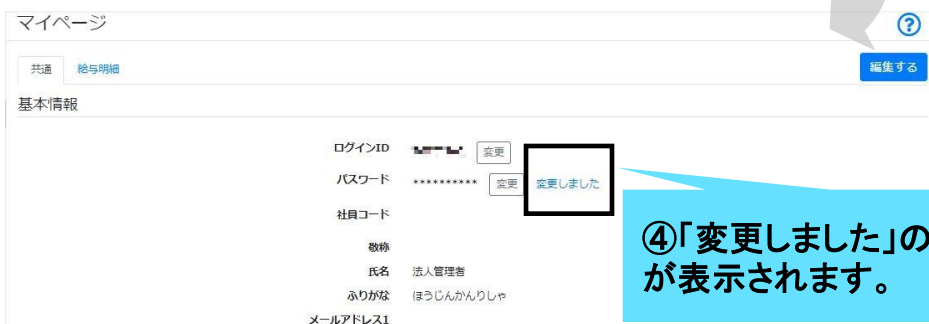 マイページ
?
共通 給与明細 編集する
基本情報
ログインID 変更
パスワード ********** 変更 変更しました
社員コード
敬称
氏名 法人管理者
ふりがな ほうじんかんりしゃ
メールアドレス1
④「変更しました」の
が表示されます。